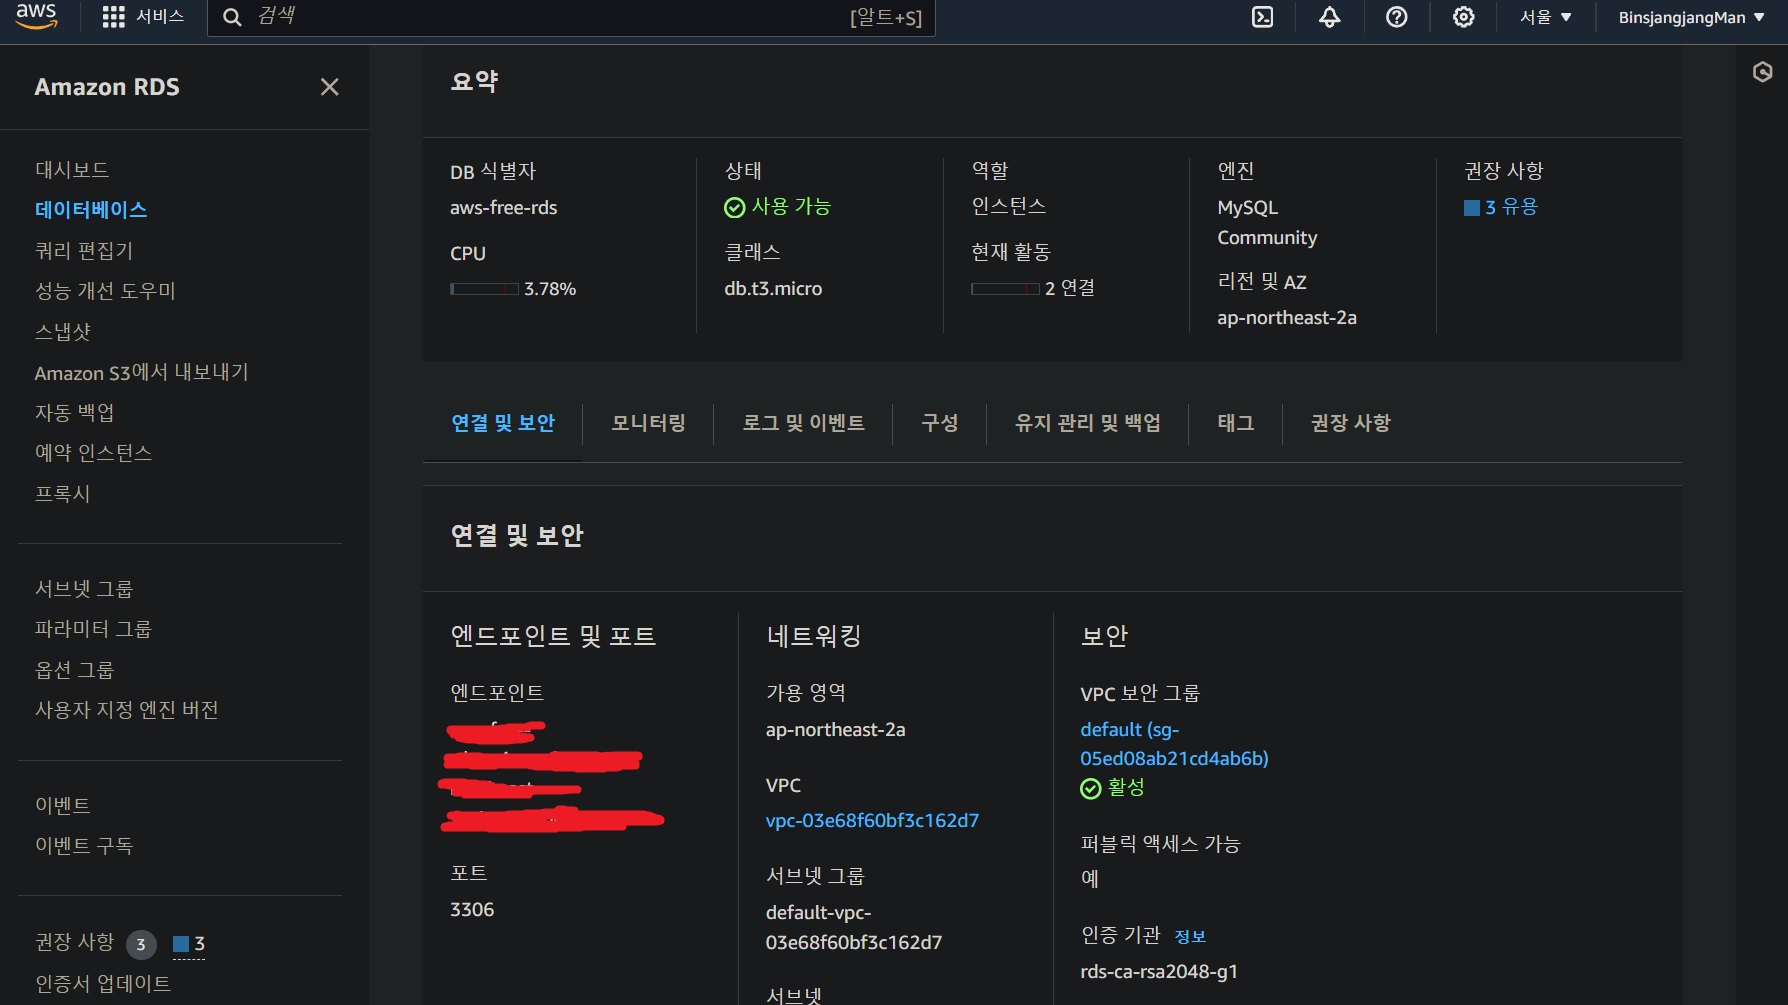 aws
서비스
검색
[알트+S]
서울
BinsjangjangMan
Amazon RDS
대시보드
데이터베이스
쿼리 편집기
성능 개선 도우미
스냅샷
Amazon S3에서 내보내기
자동 백업
예약 인스턴스
프록시
서브넷 그룹
파라미터 그룹
옵션 그룹
사용자 지정 엔진 버전
이벤트
이벤트 구독
권장 사항 3 3
인증서 업데이트
요약
DB 식별자
aws-free-rds
CPU
3.78%
상태
사용 가능
클래스
db.t3.micro
역할
인스턴스
현재 활동
2 연결
엔진
MySQL
Community
리전 및 AZ
ap-northeast-2a
권장 사항
3 유용
연결 및 보안
모니터링
로그 및 이벤트
구성
유지 관리 및 백업
태그
권장 사항
연결 및 보안
엔드포인트 및 포트
엔드포인트
포트
3306
네트워킹
가용 영역
ap-northeast-2a
VPC
vpc-03e68f60bf3c162d7
서브넷 그룹
default-vpc-
03e68f60bf3c162d7
서브넷
보안
VPC 보안 그룹
default (sg-
05ed08ab21cd4ab6b)
활성
퍼블릭 액세스 가능
예
인증 기관 정보
rds-ca-rsa2048-g1